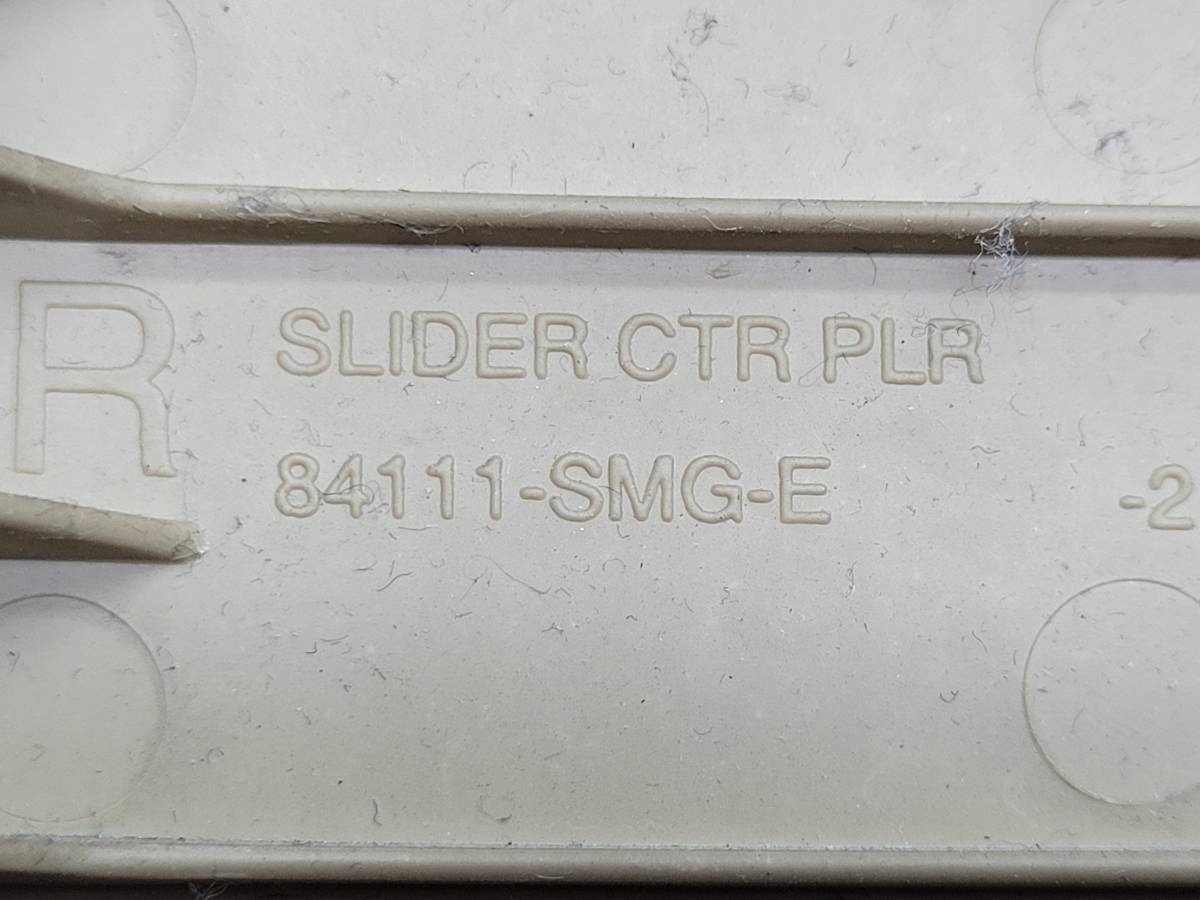 R
SLIDER CTR PLR
84111-SMG-E -2